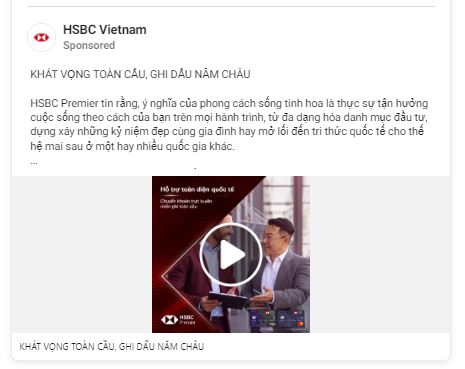 HSBC Vietnam
Sponsored
KHÁT VỌNG TOÀN CẦU, GHI DẤU NĂM CHÂU
HSBC Premier tin rằng, ý nghĩa của phong cách sống tinh hoa là thực sự tận hưởng
cuộc sống theo cách của bạn trên mọi hành trình, từ đa dạng hóa danh mục đầu tư,
dựng xây những kỷ niệm đẹp cùng gia đình hay mở lối đến tri thức quốc tế cho thế
hệ mai sau ở một hay nhiều quốc gia khác.
...
Hỗ trợ toàn diện quốc tế
Chuyển khoản trực tuyến
miễn phí toàn cầu
HSBC
Premier
KHÁT VỌNG TOÀN CẦU, GHI DẤU NĂM CHÂU